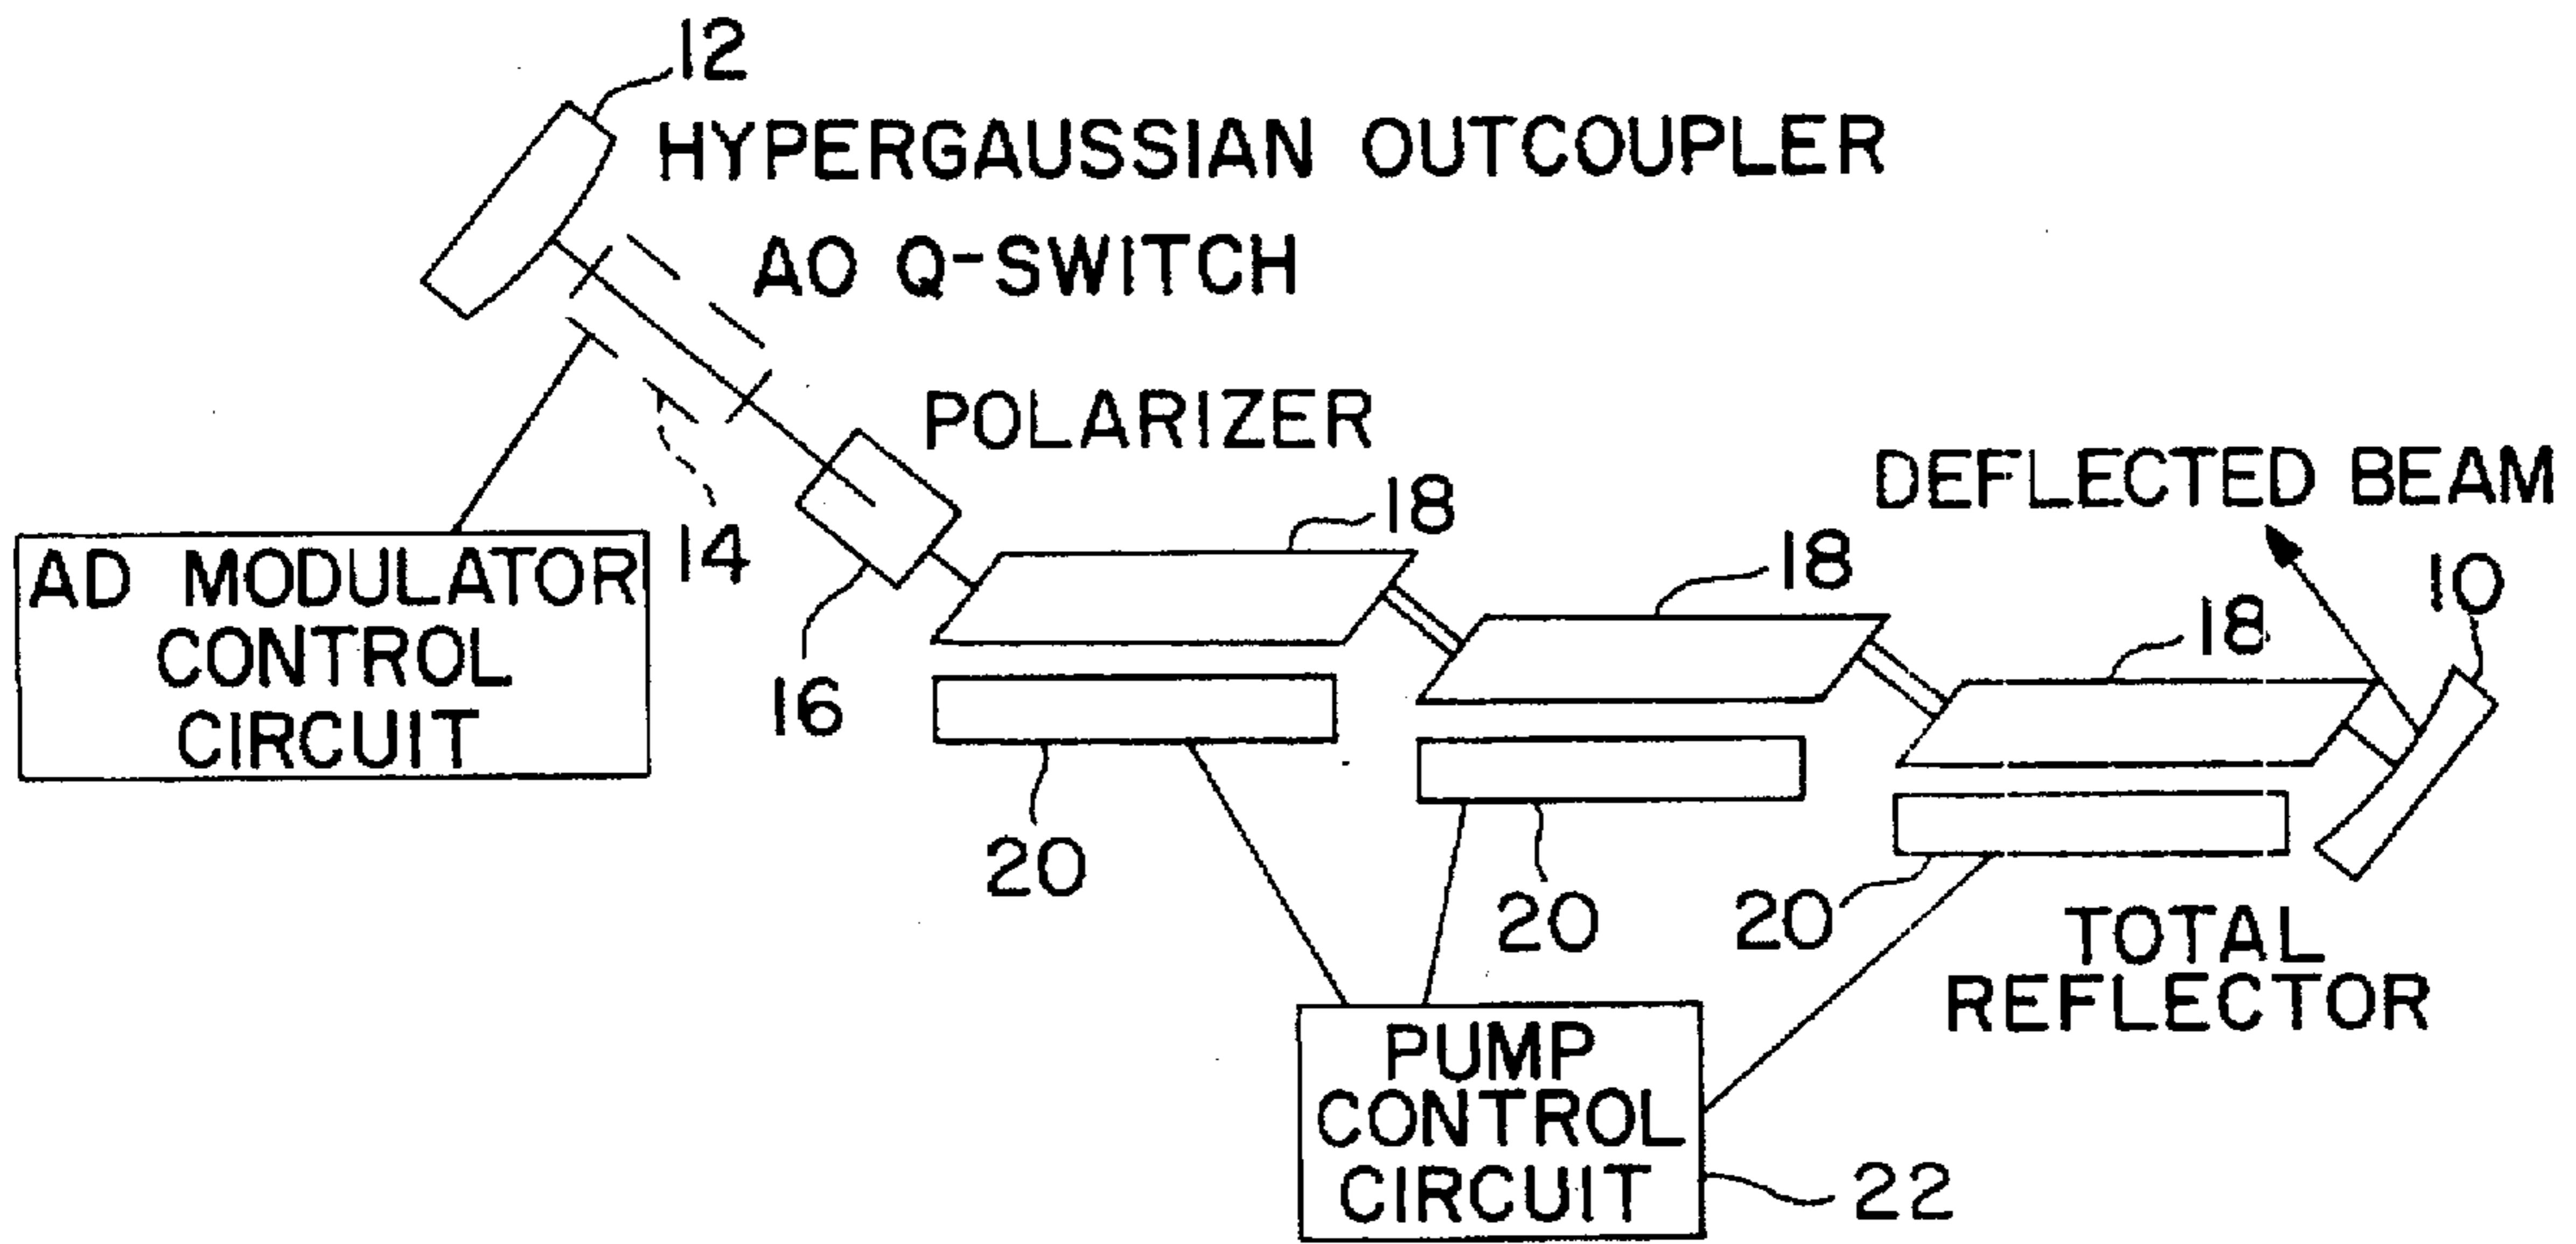 12
HYPERGAUSSIAN OUTCOUPLER
AO Q-SWITCH
POLARIZER
DEFLECTED BEAM
18
18
10
18
14
AD MODULATOR
CONTROL
CIRCUIT
16
20
20
20
TOTAL
REFLECTOR
PUMP
CONTROL
CIRCUIT
22